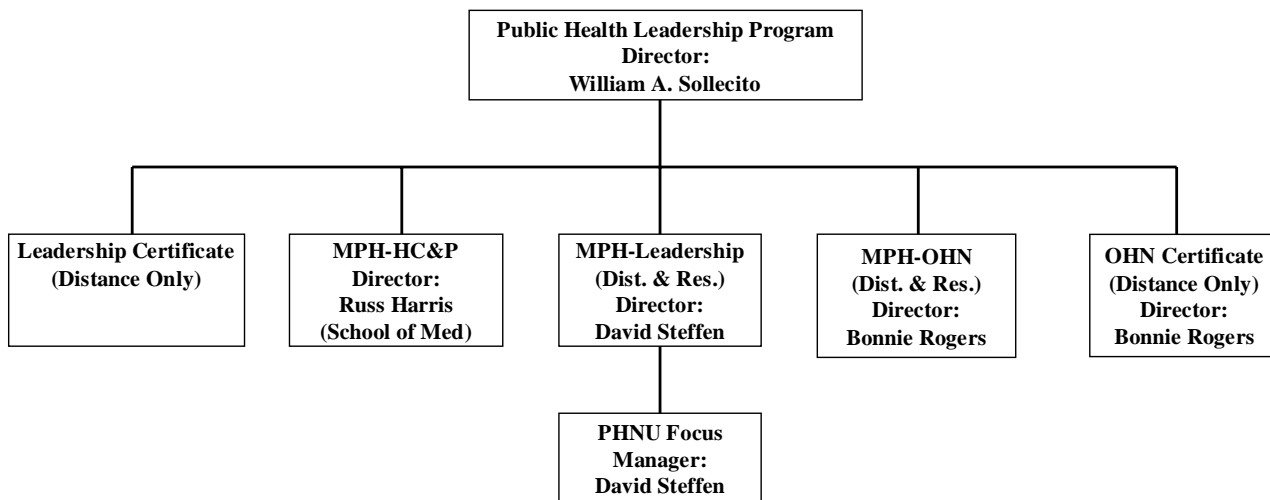 Public Health Leadership Program
Director:
William A. Sollecito
Leadership Certificate
(Distance Only)
MPH-HC&P
Director:
Russ Harris
(School of Med)
MPH-Leadership
(Dist. & Res.)
Director:
David Steffen
MPH-OHN
(Dist. & Res.)
Director:
Bonnie Rogers
OHN Certificate
(Distance Only)
Director:
Bonnie Rogers
PHNU Focus
Manager:
David Steffen